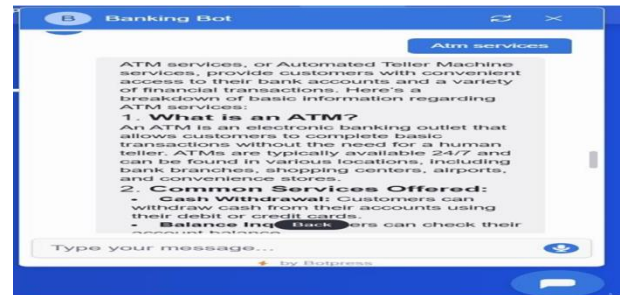 B Banking Bot
Atm services
ATM services, or Automated Teller Machine
services, provide customers with convenient
access to their bank accounts and a variety
of financial transactions. Here's a
breakdown of basic information regarding
ATM services:
1. What is an ATM?
An ATM is an electronic banking outlet that
allows customers to complete basic
transactions without the need for a human
teller. ATMs are typically available 24/7 and
can be found in various locations, including
bank branches, shopping centers, airports,
and convenience stores.
2. Common Services Offered:
• Cash Withdrawal: Customers can
withdraw cash from their accounts using
their debit or credit cards.
• Balance Inq Back ers can check their
account balance
Type your message...
by Botpress